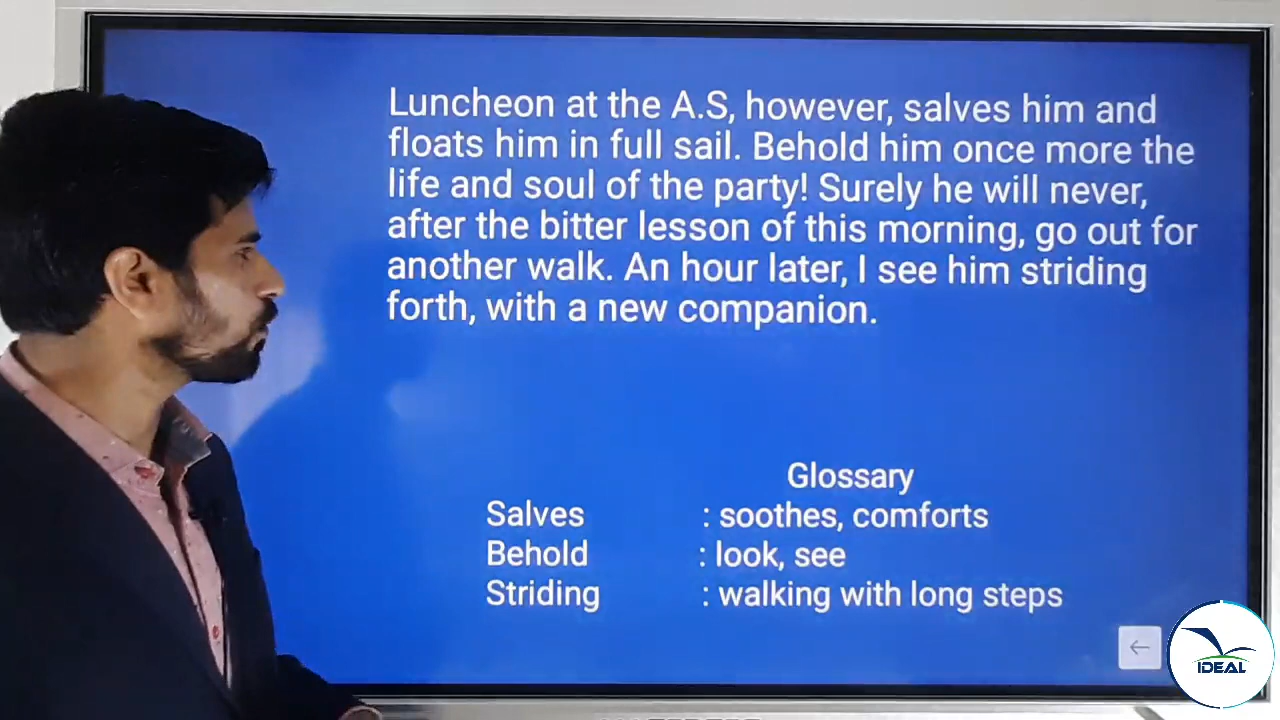 Luncheon at the A.S, however, salves him and
floats him in full sail. Behold him once more the
life and soul of the party! Surely he will never,
after the bitter lesson of this morning, go out for
another walk. An hour later, I see him striding
forth, with a new companion.
Glossary
Salves : soothes, comforts
Behold : look, see
Striding : walking with long steps
IDEAL